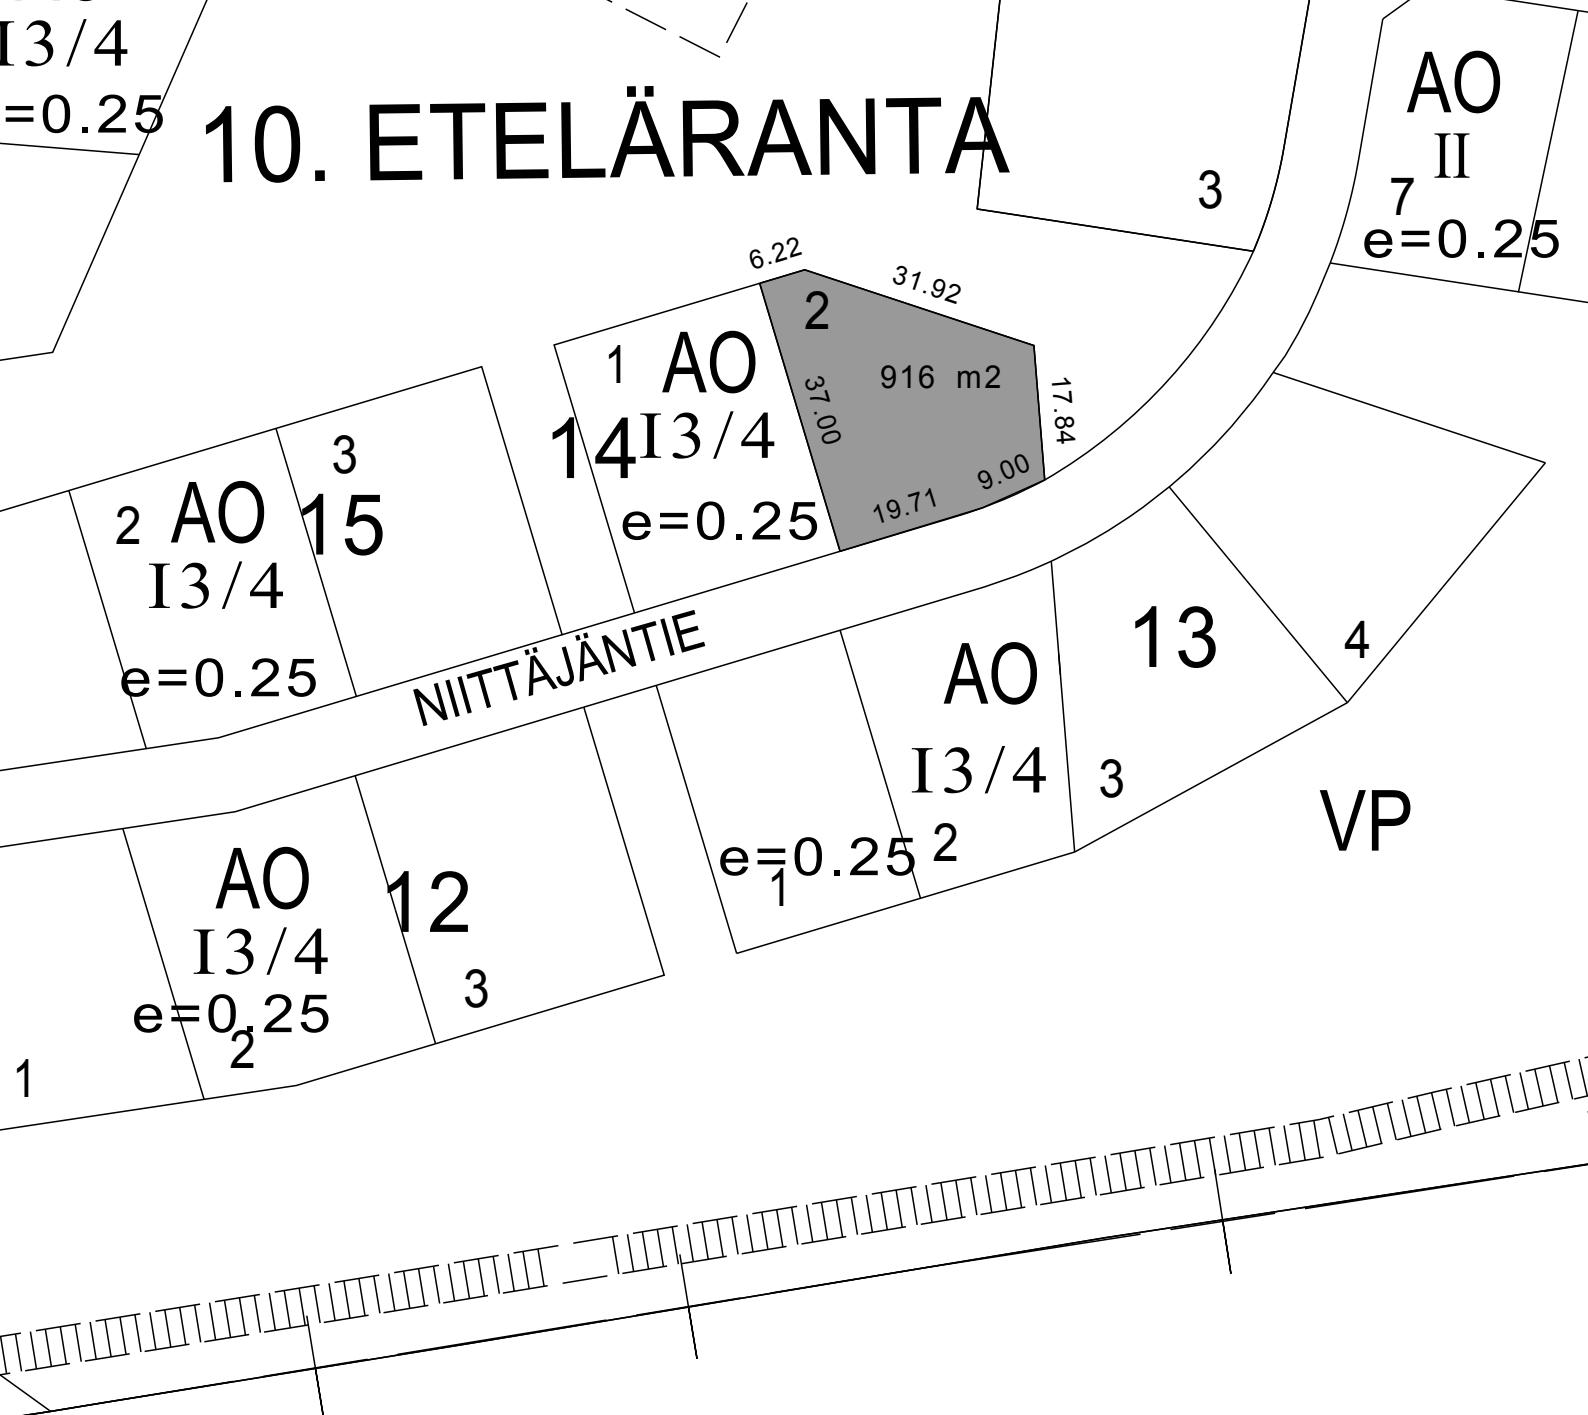 I3/4
=0.25
10. ETELÄRANTA
3
AO
II
7
e=0.25
6.22
31.92
2
916 m2
37.00
17.84
19.71
9.00
1
AO
14
I3/4
e=0.25
3
15
2
AO
I3/4
e=0.25
NIITTÄJÄNTIE
13
4
AO
I3/4
3
2
e=0.25
1
VP
AO
I3/4
12
e=0.25
3
2
1